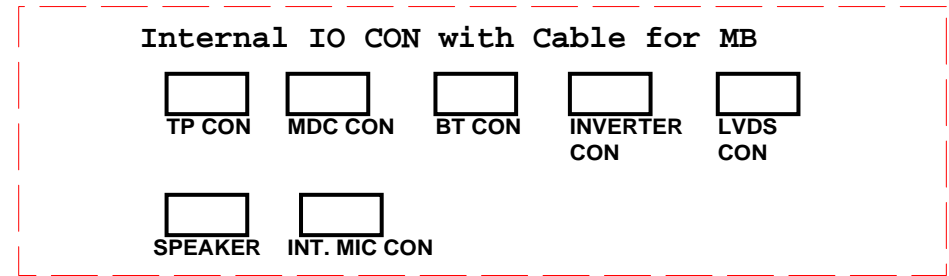 Internal IO CON with Cable for MB
TP CON MDC CON BT CON INVERTER CON LVDS CON
SPEAKER INT. MIC CON